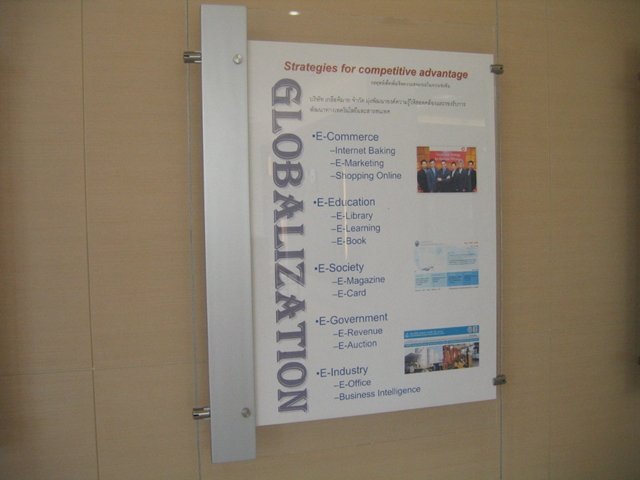 Strategies for competitive advantage
GLOBALIZATION
•E-Commerce
–Internet Baking
–E-Marketing
–Shopping Online
•E-Education
–E-Library
–E-Learning
–E-Book
•E-Society
–E-Magazine
–E-Card
•E-Government
–E-Revenue
–E-Auction
•E-Industry
–E-Office
–Business Intelligence